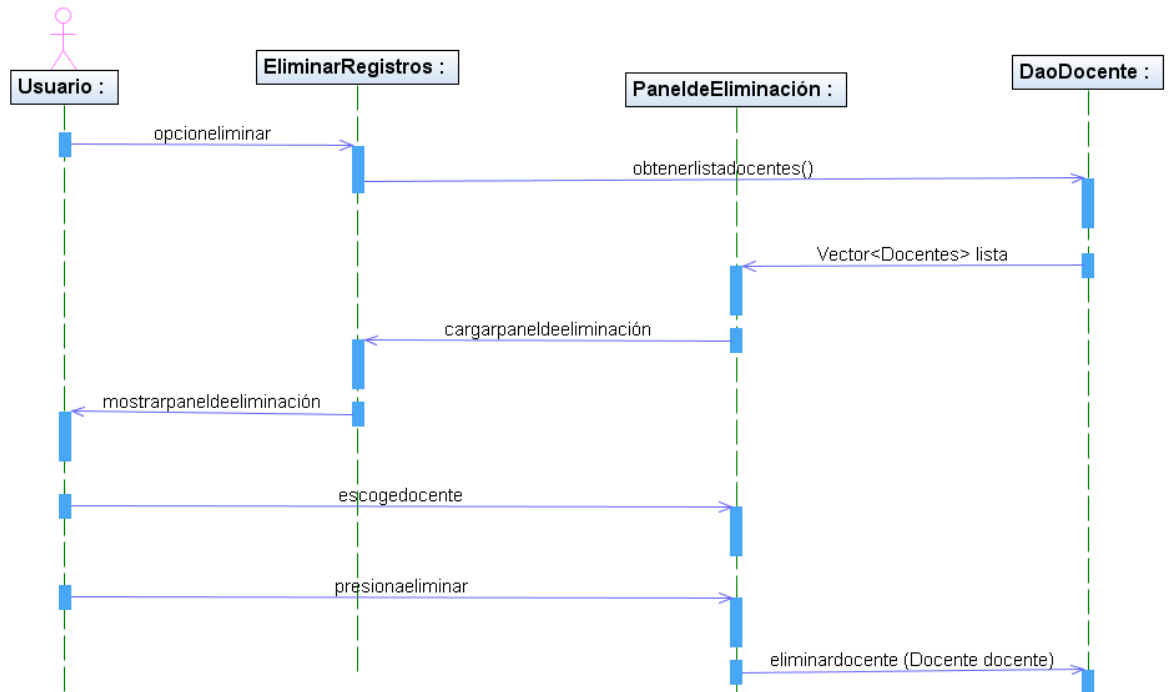 Usuario :
EliminarRegistros :
PaneldeEliminación :
DaoDocente :
opcioneliminar
obtenerlistadocentes()
Vector<Docentes> lista
cargarpaneldeeliminación
mostrarpaneldeeliminación
escogedocente
presionaeliminar
eliminardocente (Docente docente)